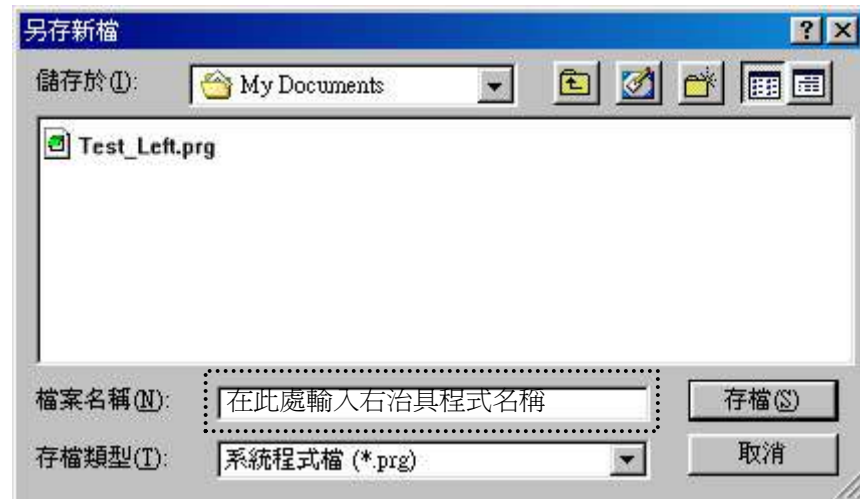 另存新檔
儲存於(I):
My Documents
Test_Left.prg
檔案名稱(N):
在此處輸入右治具程式名稱
存檔(S)
存檔類型(T):
系統程式檔 (*.prg)
取消